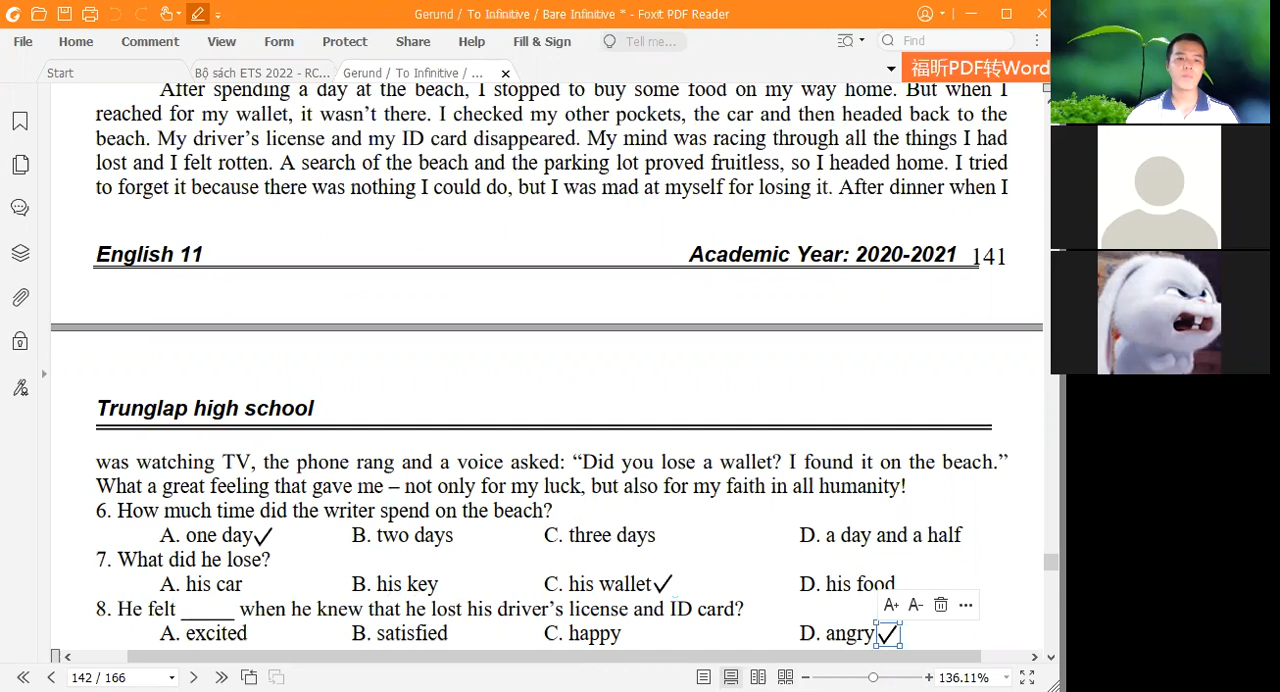 Gerund / To Infinitive / Bare Infinitive * - Foxit PDF Reader
File Home Comment View Form Protect Share Help Fill & Sign Tell me... Find
Start Bộ sách ETS 2022 - RC... Gerund / To Infinitive / ... 福昕PDF转Word
After spending a day at the beach, I stopped to buy some food on my way home. But when I
reached for my wallet, it wasn't there. I checked my other pockets, the car and then headed back to the
beach. My driver's license and my ID card disappeared. My mind was racing through all the things I had
lost and I felt rotten. A search of the beach and the parking lot proved fruitless, so I headed home. I tried
to forget it because there was nothing I could do, but I was mad at myself for losing it. After dinner when I
English 11 Academic Year: 2020-2021 141
Trunglap high school
was watching TV, the phone rang and a voice asked: “Did you lose a wallet? I found it on the beach.”
What a great feeling that gave me – not only for my luck, but also for my faith in all humanity!
6. How much time did the writer spend on the beach?
A. one day✓ B. two days C. three days D. a day and a half
7. What did he lose?
A. his car B. his key C. his wallet✓ D. his food
8. He felt _____ when he knew that he lost his driver's license and ID card?
A+ A-
A. excited B. satisfied C. happy D. angry✓
142 / 166 136.11%